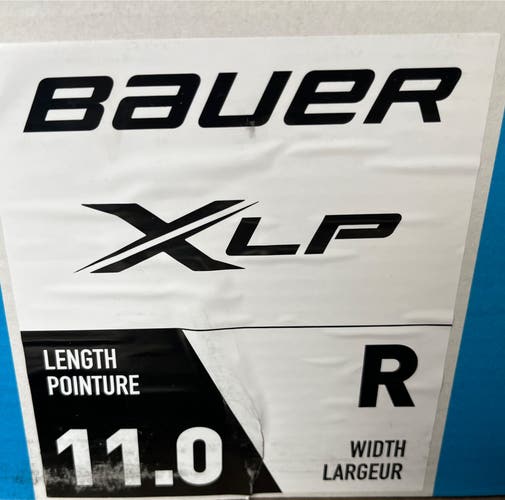 BAUER
XLP
LENGTH
POINTURE
11.0
R
WIDTH
LARGEUR